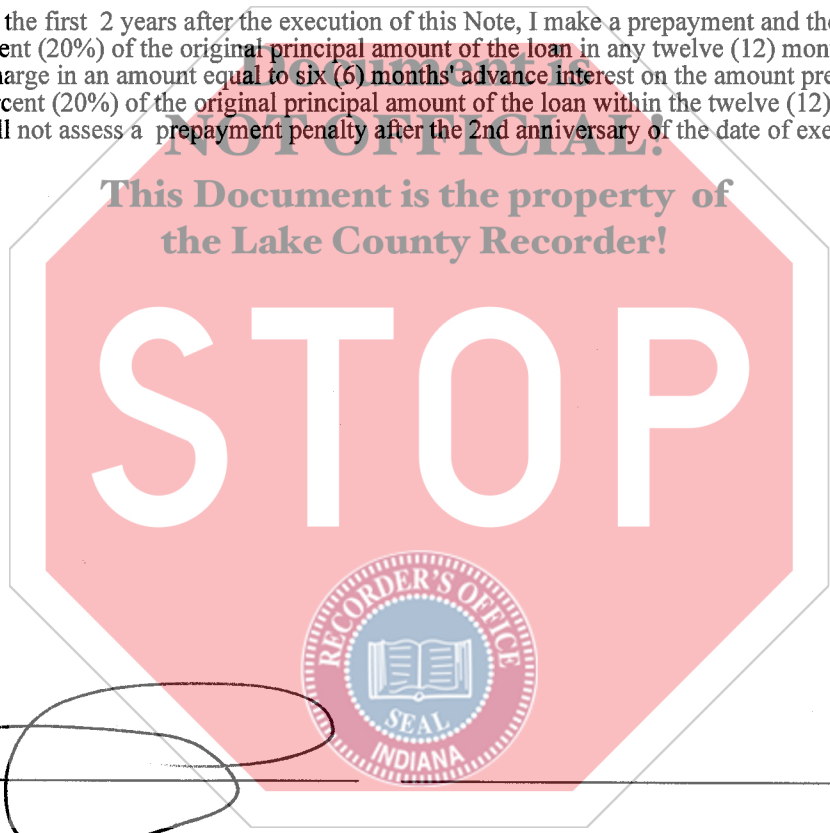 the first 2 years after the execution of this Note, I make a prepayment and the
ent (20%) of the original principal amount of the loan in any twelve (12) mon
arge in an amount equal to six (6) months' advance interest on the amount pre
rcent (20%) of the original principal amount of the loan within the twelve (12)
ll not assess a prepayment penalty after the 2nd anniversary of the date of exe
Document is
NOT OFFICIAL!
This Document is the property of
the Lake County Recorder!
STOP
RECORDER'S OFFICE
SEAL
INDIANA